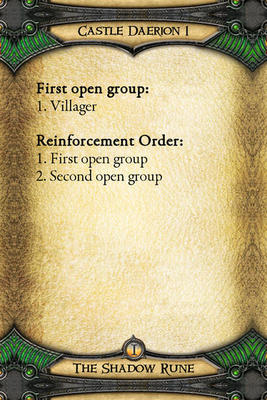 Castle Daerion 1
First open group:
1. Villager
Reinforcement Order:
1. First open group
2. Second open group
1
The Shadow Rune